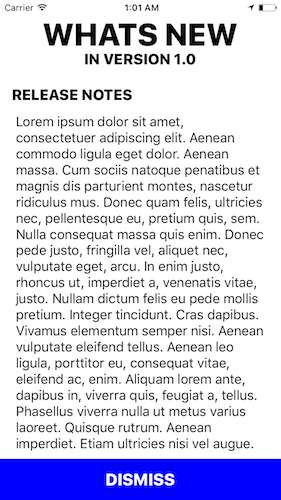 Carrier 1:01 AM
WHATS NEW
IN VERSION 1.0
RELEASE NOTES
Lorem ipsum dolor sit amet,
consectetuer adipiscing elit. Aenean
commodo ligula eget dolor. Aenean
massa. Cum sociis natoque penatibus et
magnis dis parturient montes, nascetur
ridiculus mus. Donec quam felis, ultricies
nec, pellentesque eu, pretium quis, sem.
Nulla consequat massa quis enim. Donec
pede justo, fringilla vel, aliquet nec,
vulputate eget, arcu. In enim justo,
rhoncus ut, imperdiet a, venenatis vitae,
justo. Nullam dictum felis eu pede mollis
pretium. Integer tincidunt. Cras dapibus.
Vivamus elementum semper nisi. Aenean
vulputate eleifend tellus. Aenean leo
ligula, porttitor eu, consequat vitae,
eleifend ac, enim. Aliquam lorem ante,
dapibus in, viverra quis, feugiat a, tellus.
Phasellus viverra nulla ut metus varius
laoreet. Quisque rutrum. Aenean
imperdiet. Etiam ultricies nisi vel augue.
DISMISS